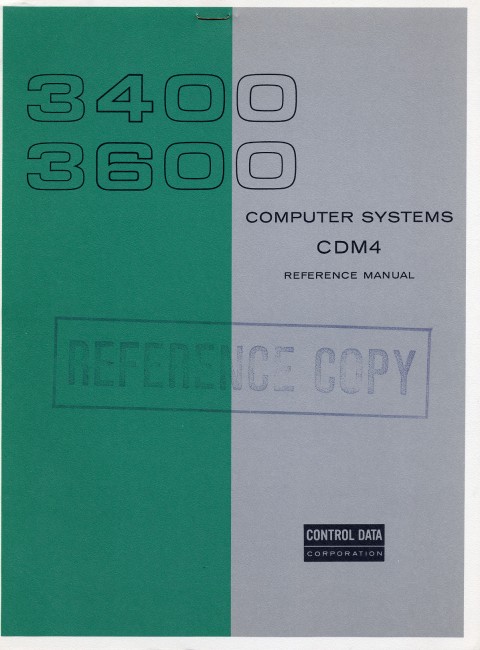 3400
3600
COMPUTER SYSTEMS
CDM4
REFERENCE MANUAL
REFERENCE COPY
CONTROL DATA
CORPORATION